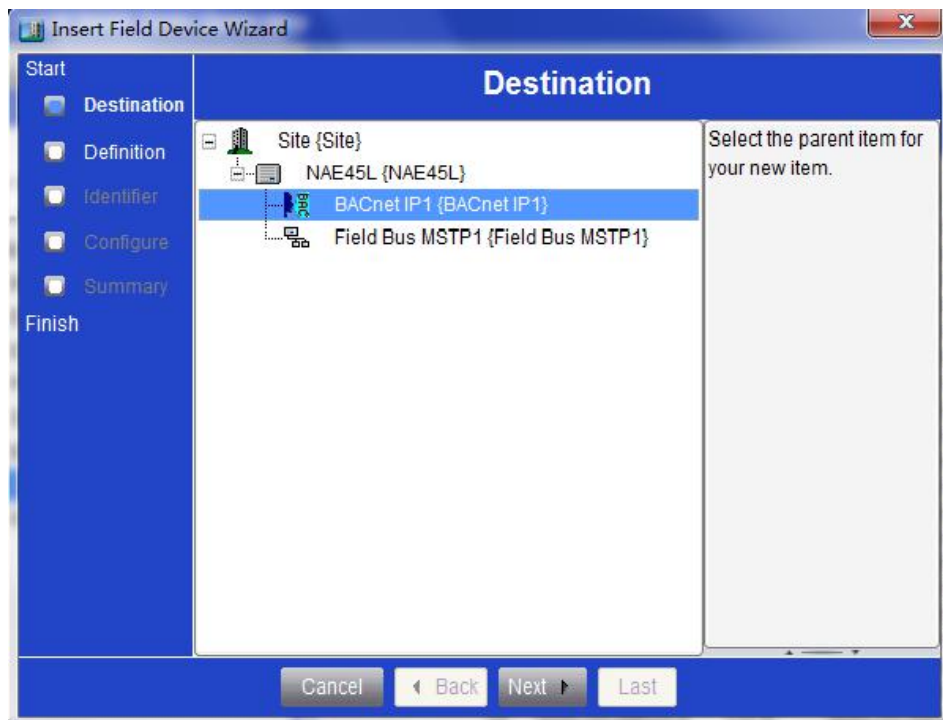 Insert Field Device Wizard
Start
Destination
Definition
Identifier
Configure
Summary
Finish
Destination
Site {Site}
NAE45L {NAE45L}
BAC
BACnet IP1 {BACnet IP1}
Field Bus MSTP1 {Field Bus MSTP1}
Select the parent item for
your new item.
Cancel
Back
Next
Last